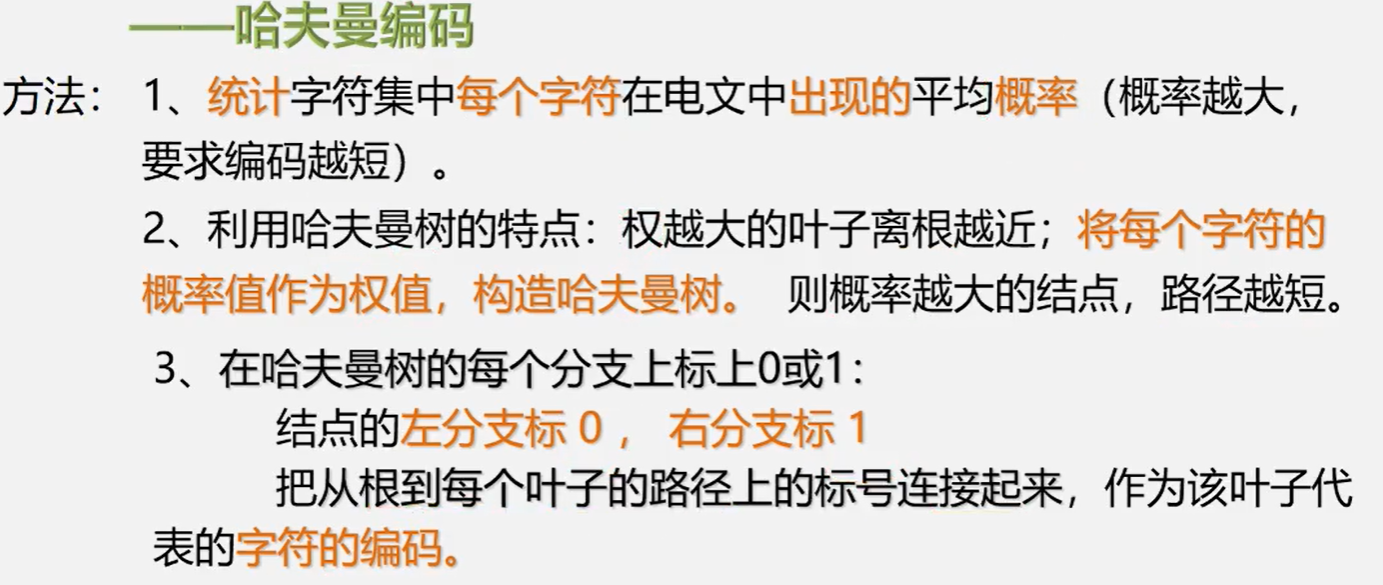 ——哈夫曼编码
方法： 1、统计字符集中每个字符在电文中出现的平均概率（概率越大，
要求编码越短）。
2、利用哈夫曼树的特点：权越大的叶子离根越近；将每个字符的
概率值作为权值，构造哈夫曼树。 则概率越大的结点，路径越短。
3、在哈夫曼树的每个分支上标上0或1：
结点的左分支标 0 ， 右分支标 1
把从根到每个叶子的路径上的标号连接起来，作为该叶子代
表的字符的编码。